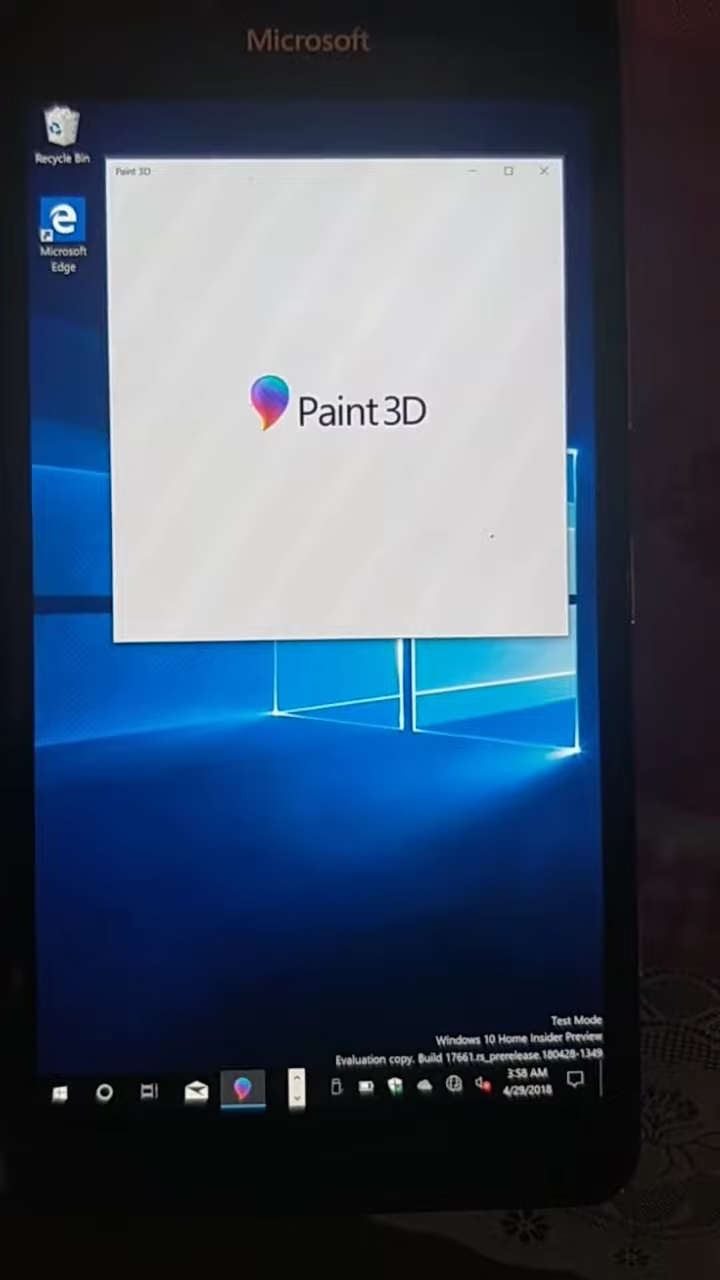 Microsoft
Recycle Bin
Microsoft
Edge
Paint 3D
Paint 3D
Test Mode
Windows 10 Home Insider Preview
Evaluation copy. Build 17661.rs_prerelease.180428-1349
3:58 AM
4/29/2018